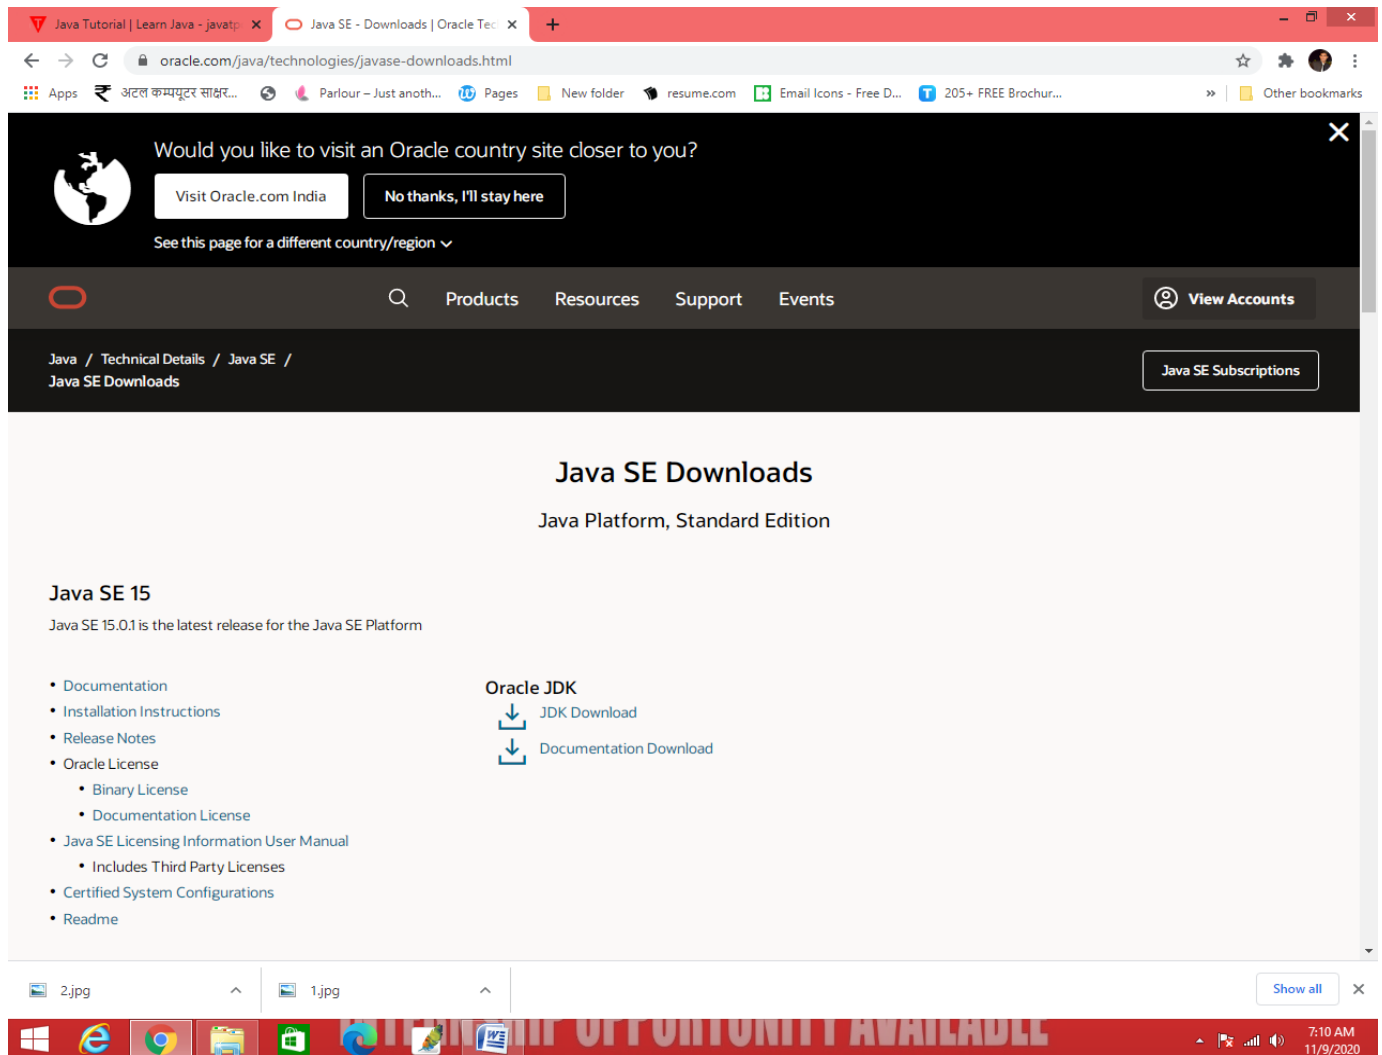 Java Tutorial | Learn Java - javatp
Java SE - Downloads | Oracle Tec
oracle.com/java/technologies/javase-downloads.html
Apps
अटल कम्पयूटर साक्षर...
Parlour – Just anoth...
Pages
New folder
resume.com
Email Icons - Free D...
205+ FREE Brochur...
»
Other bookmarks
Would you like to visit an Oracle country site closer to you?
Visit Oracle.com India
No thanks, I'll stay here
See this page for a different country/region
Products
Resources
Support
Events
View Accounts
Java / Technical Details / Java SE /
Java SE Downloads
Java SE Subscriptions
Java SE Downloads
Java Platform, Standard Edition
Java SE 15
Java SE 15.0.1 is the latest release for the Java SE Platform
• Documentation
• Installation Instructions
• Release Notes
• Oracle License
• Binary License
• Documentation License
• Java SE Licensing Information User Manual
• Includes Third Party Licenses
• Certified System Configurations
• Readme
Oracle JDK
JDK Download
Documentation Download
2.jpg
1.jpg
Show all
INTERNSHIP OPPORTUNITY AVAILABLE
7:10 AM
11/9/2020